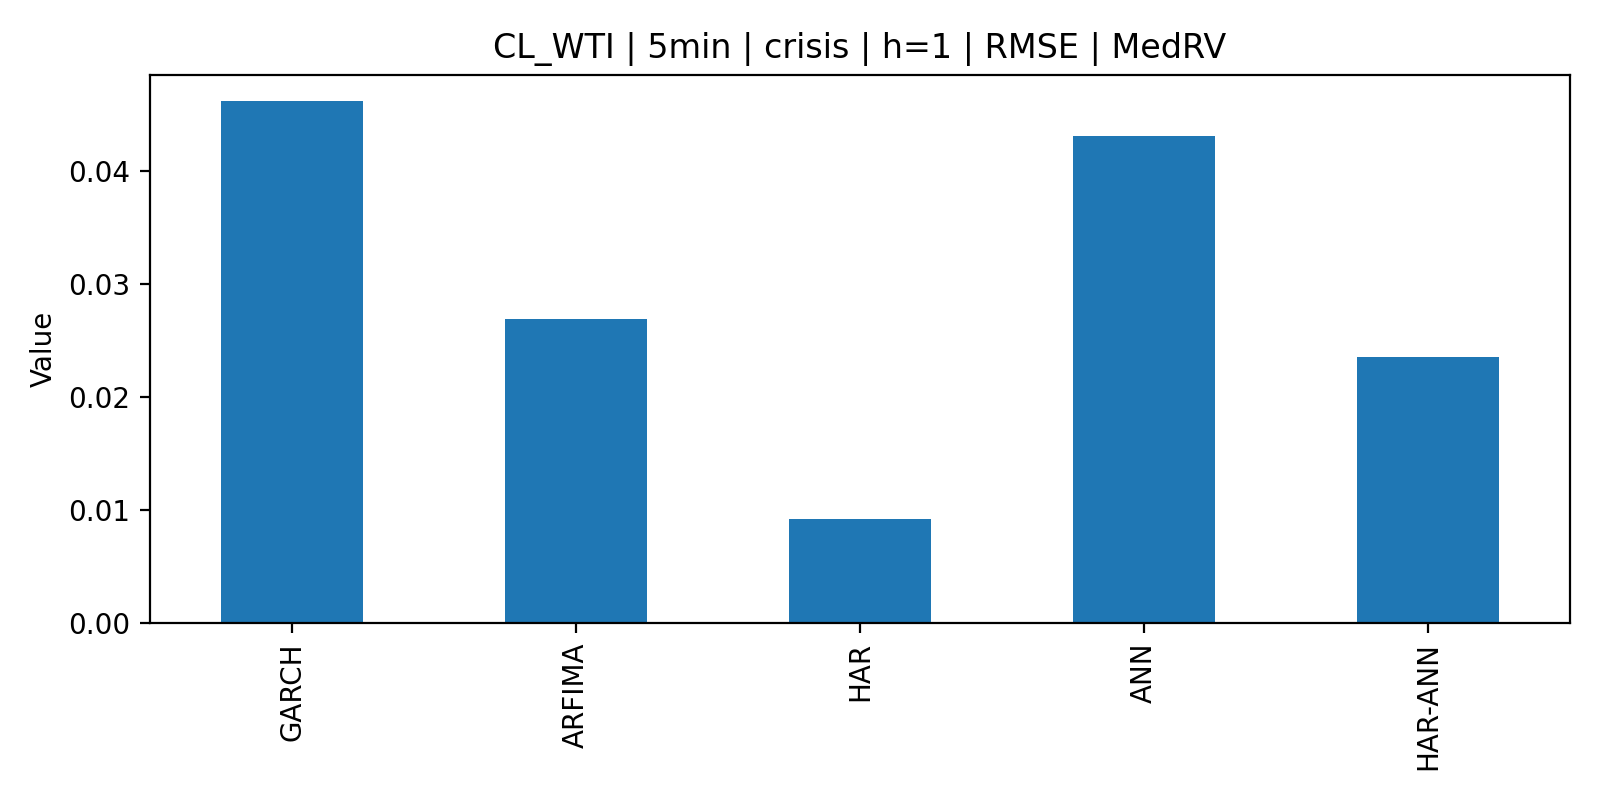 CL_WTI | 5min | crisis | h=1 | RMSE | MedRV
Value
0.04
0.03
0.02
0.01
0.00
GARCH
ARFIMA
HAR
ANN
HAR-ANN